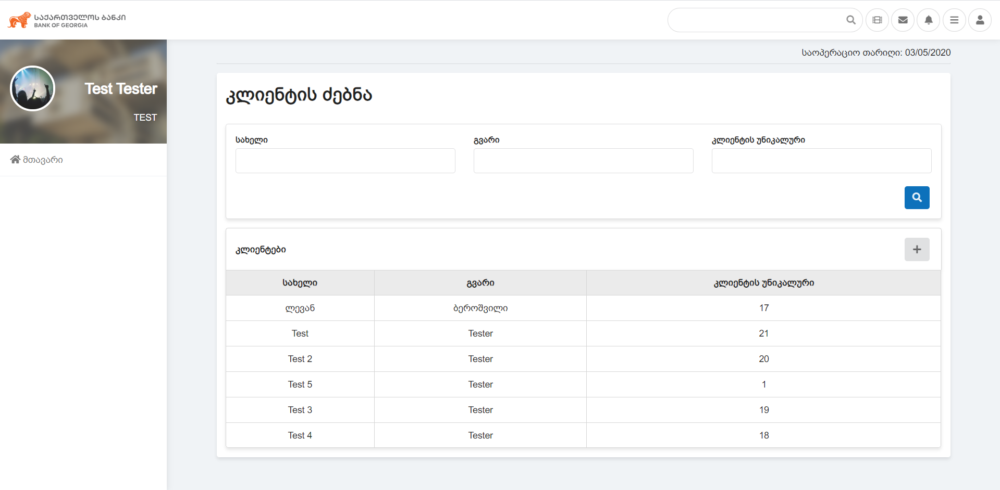 საქართველოს ბანკი
BANK OF GEORGIA
საოპერაციო თარიღი: 03/05/2020
Test Tester
TEST
მთავარი
კლიენტის ძებნა
სახელი გვარი კლიენტის უნიკალური
კლიენტები
სახელი გვარი კლიენტის უნიკალური
ლევან ბეროშვილი 17
Test Tester 21
Test 2 Tester 20
Test 5 Tester 1
Test 3 Tester 19
Test 4 Tester 18